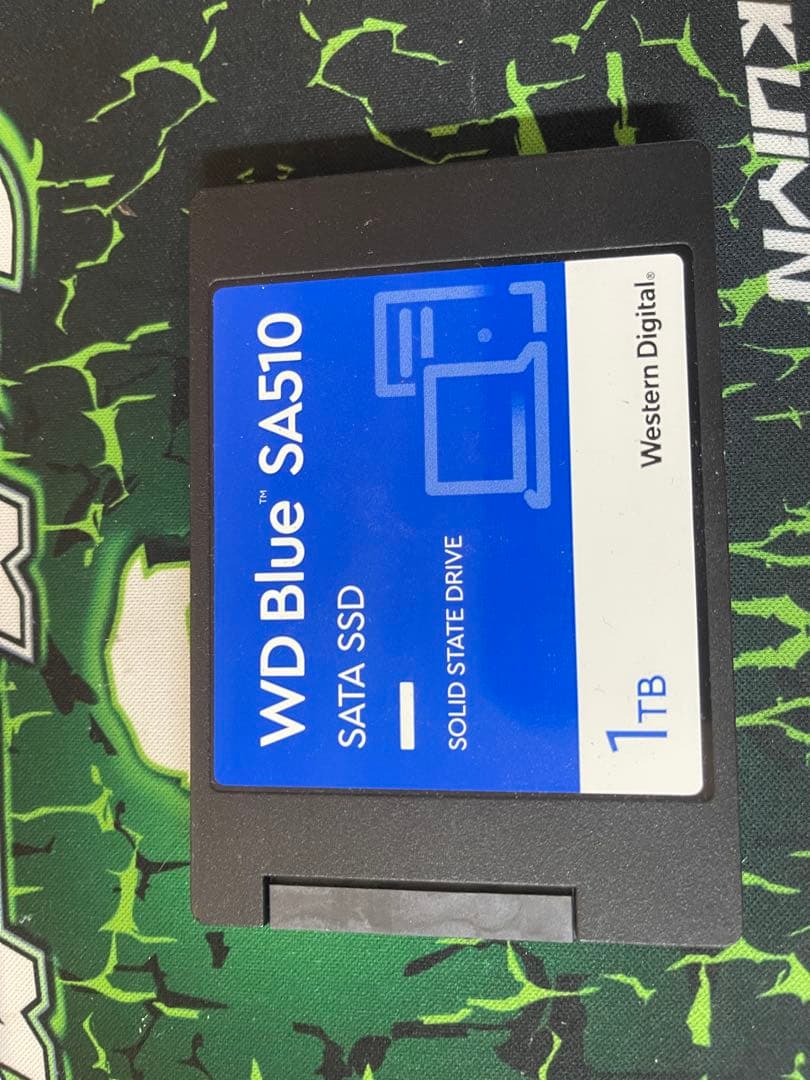 WD Blue™ SA510
SATA SSD
SOLID STATE DRIVE
1TB
Western Digital®